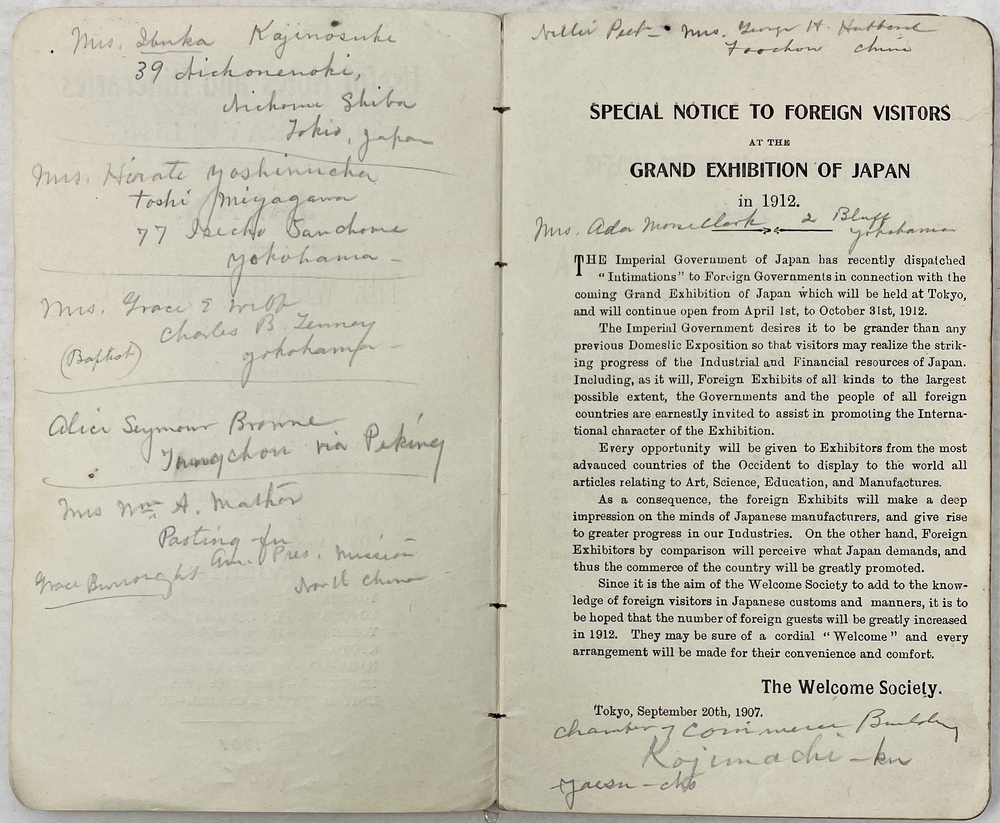 Mrs. Ibuka Kajinosuke
39 Nichonenoki,
Nichome Shiba
Tokio, Japan
Mrs. Hirate Yoshimucha
Toshi Miyagawa
77 Isecho Sanchome
Yokohama -
Mrs. Grace E Webb
Charles B. Tenney
(Baptist) Yokohama -
Alice Seymour Browne
Tungchou via Peking
Mrs Wm A. Mather
Paoting-fu
Am. Pres. Mission
Grace Burroughs North China
Nellie Peet - Mrs. George H. Hubbard
Foochow China
SPECIAL NOTICE TO FOREIGN VISITORS
AT THE
GRAND EXHIBITION OF JAPAN
in 1912.
Mrs. Ada Morse Clark 2 Bluff
Yokohama
THE Imperial Government of Japan has recently dispatched
"Intimations" to Foreign Governments in connection with the
coming Grand Exhibition of Japan which will be held at Tokyo,
and will continue open from April 1st, to October 31st, 1912.
The Imperial Government desires it to be grander than any
previous Domestic Exposition so that visitors may realize the strik-
ing progress of the Industrial and Financial resources of Japan.
Including, as it will, Foreign Exhibits of all kinds to the largest
possible extent, the Governments and the people of all foreign
countries are earnestly invited to assist in promoting the Interna-
tional character of the Exhibition.
Every opportunity will be given to Exhibitors from the most
advanced countries of the Occident to display to the world all
articles relating to Art, Science, Education, and Manufactures.
As a consequence, the foreign Exhibits will make a deep
impression on the minds of Japanese manufacturers, and give rise
to greater progress in our Industries. On the other hand, Foreign
Exhibitors by comparison will perceive what Japan demands, and
thus the commerce of the country will be greatly promoted.
Since it is the aim of the Welcome Society to add to the know-
ledge of foreign visitors in Japanese customs and manners, it is to
be hoped that the number of foreign guests will be greatly increased
in 1912. They may be sure of a cordial "Welcome" and every
arrangement will be made for their convenience and comfort.
The Welcome Society.
Tokyo, September 20th, 1907.
Chamber of Commerce Building
Kojimachi-ku
Yaesu-cho